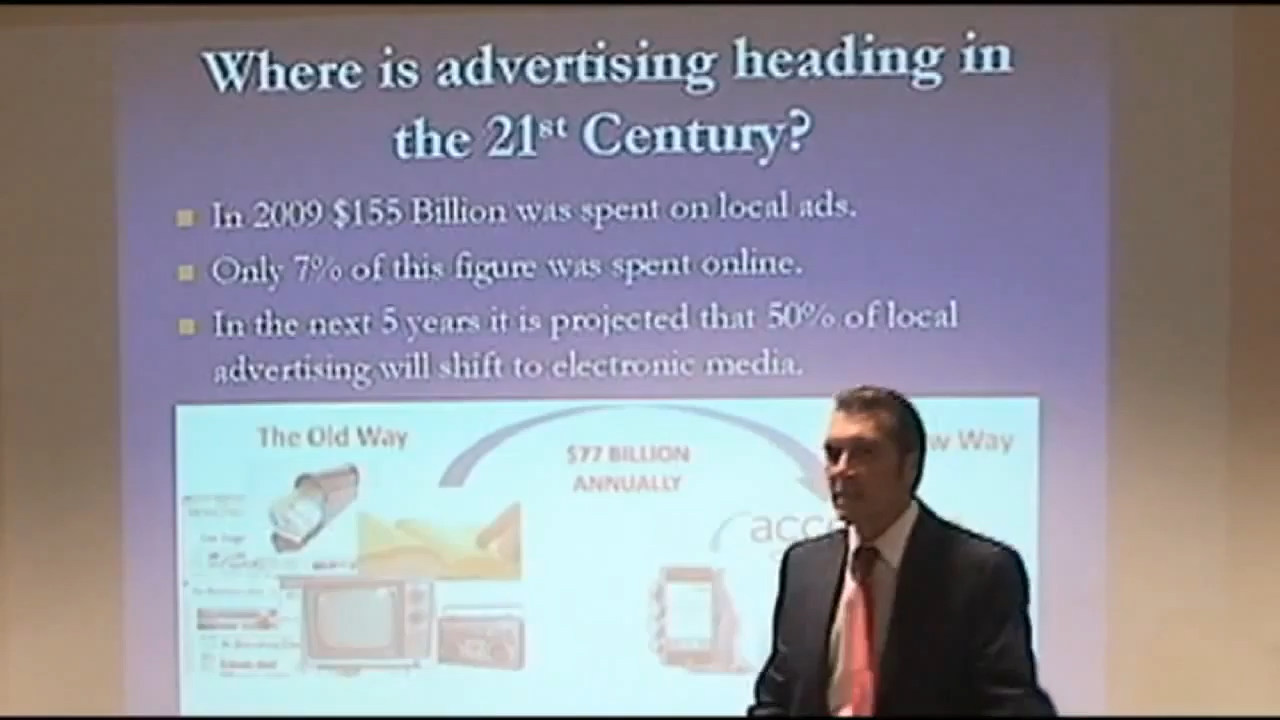 Where is advertising heading in
the 21st Century?
In 2009 $155 Billion was spent on local ads.
Only 7% of this figure was spent online.
In the next 5 years it is projected that 50% of local
advertising will shift to electronic media.
The Old Way
$77 BILLION
ANNUALLY
w Way
acc